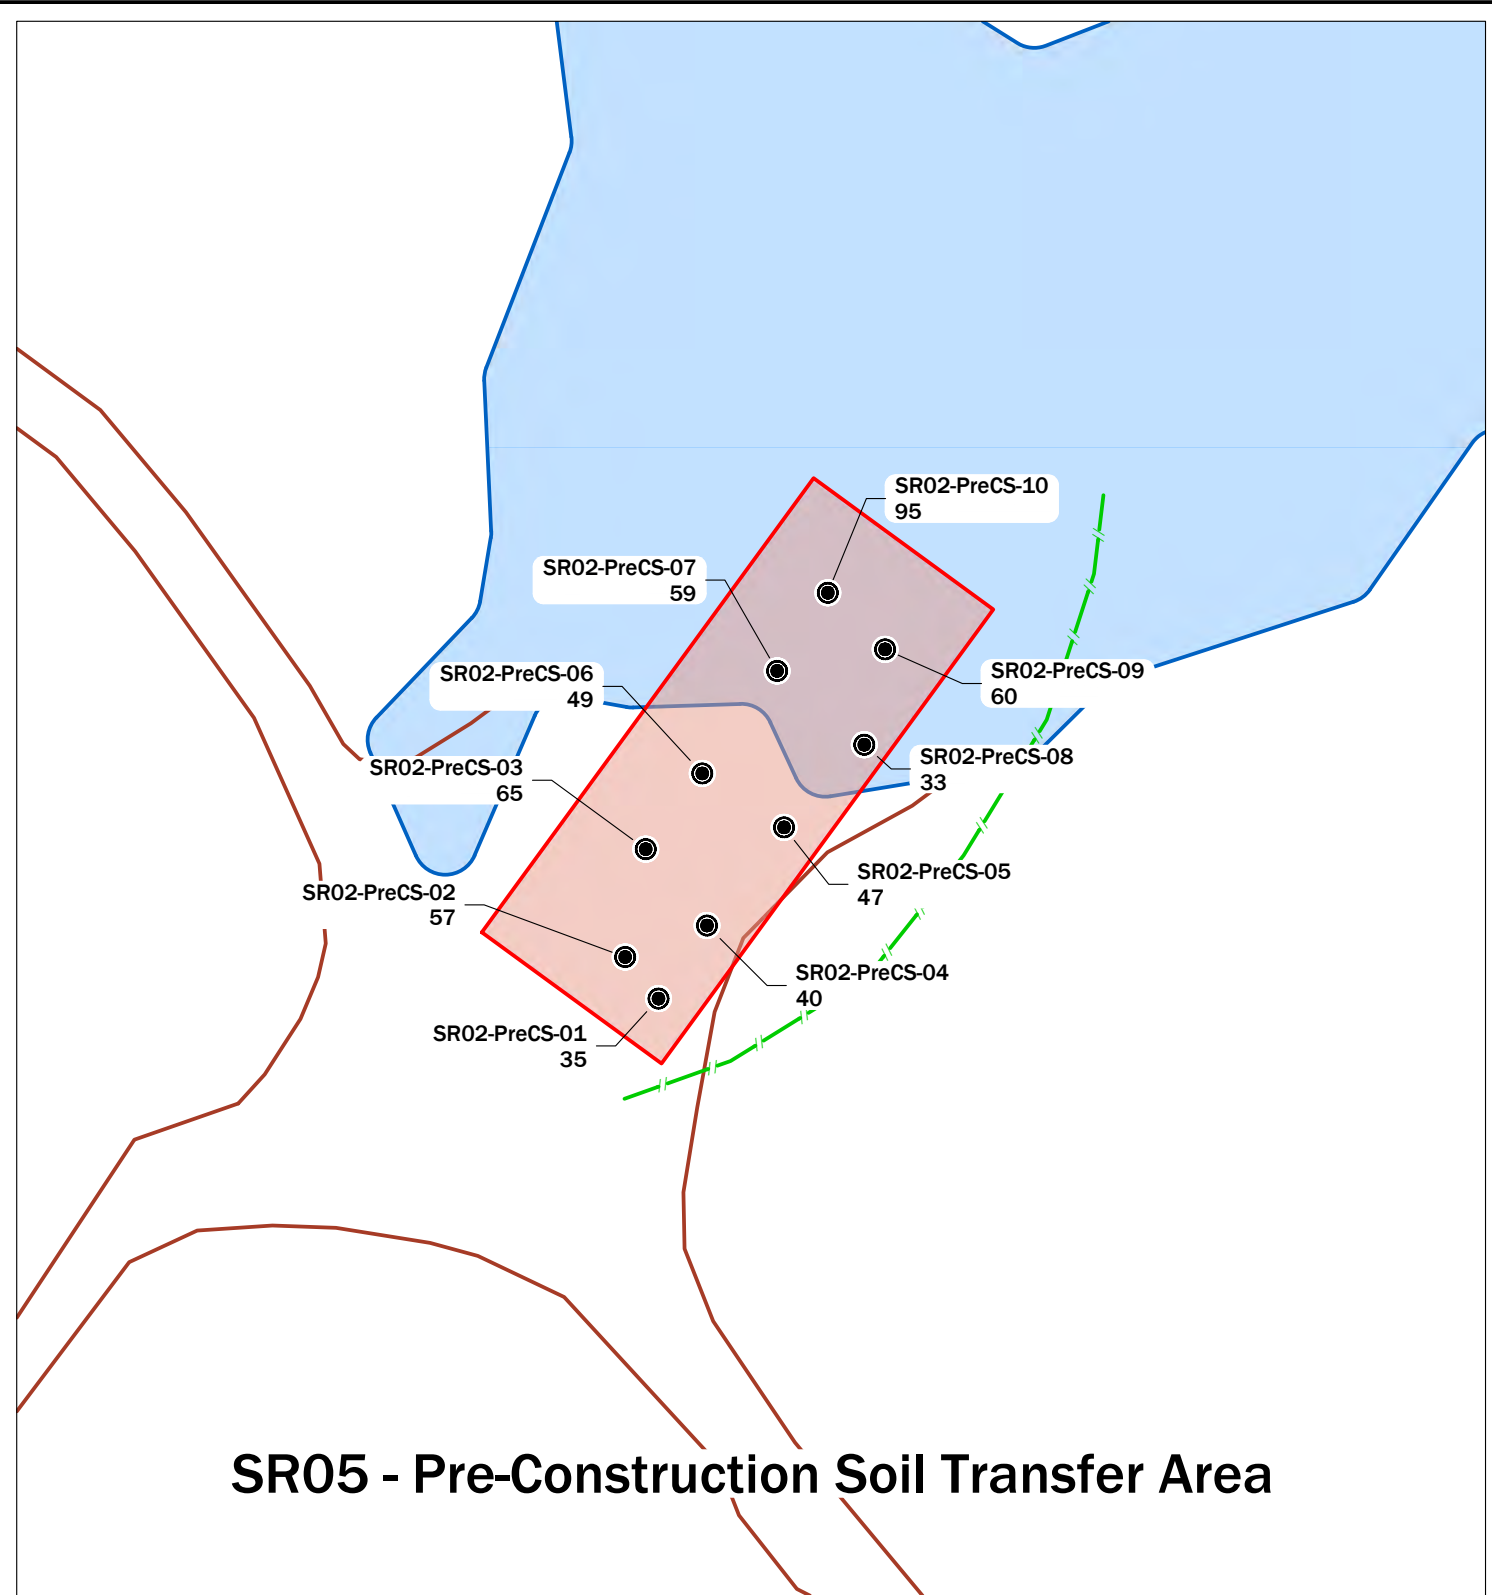 SR02-PreCS-10
95
SR02-PreCS-07
59
SR02-PreCS-06
49
SR02-PreCS-09
60
SR02-PreCS-03
65
SR02-PreCS-08
33
SR02-PreCS-02
57
SR02-PreCS-05
47
SR02-PreCS-04
40
SR02-PreCS-01
35
SR05 - Pre-Construction Soil Transfer Area